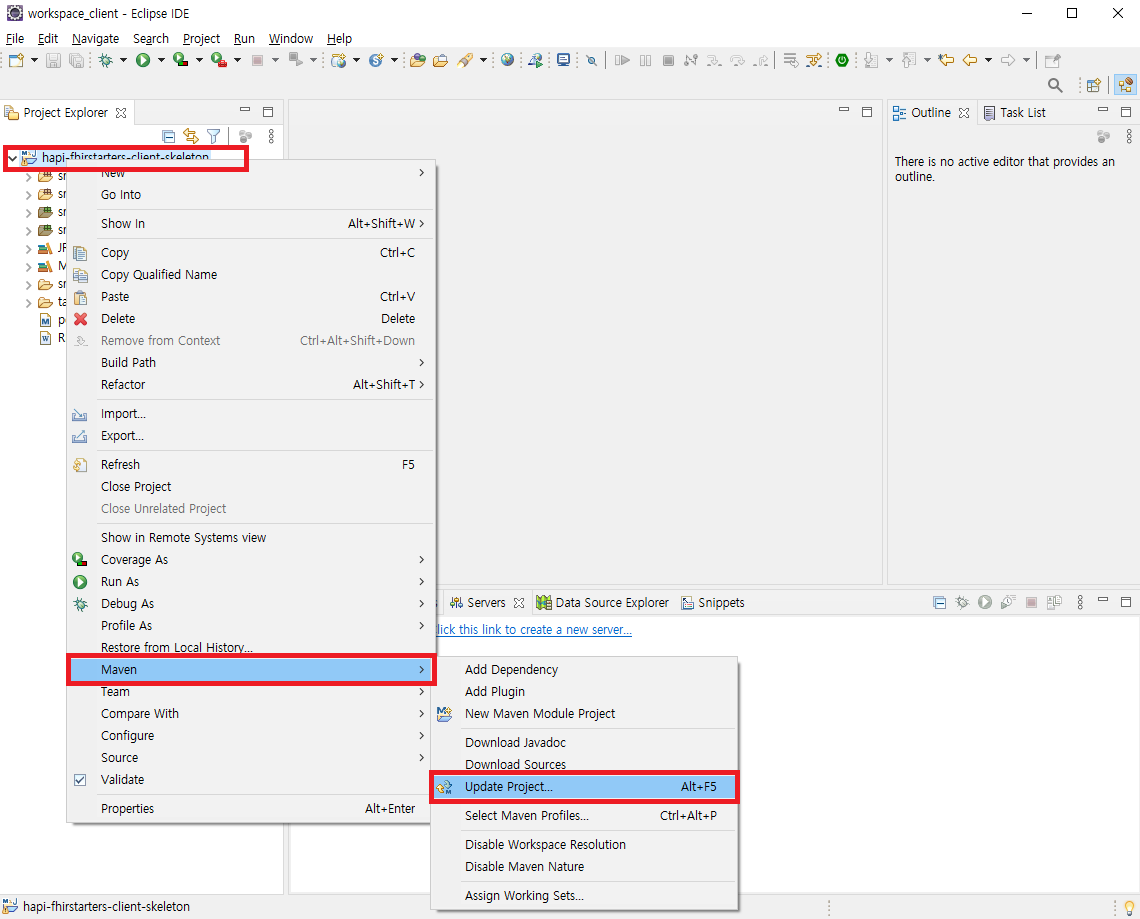 workspace_client - Eclipse IDE
File Edit Navigate Search Project Run Window Help
Project Explorer
Outline
Task List
hapi-fhirstarters-client-skeleton
There is no active editor that provides an
outline.
New
Go Into
Show In Alt+Shift+W
Copy Ctrl+C
Copy Qualified Name
Paste Ctrl+V
Delete Delete
Remove from Context Ctrl+Alt+Shift+Down
Build Path
Refactor Alt+Shift+T
Import...
Export...
Refresh F5
Close Project
Close Unrelated Project
Show in Remote Systems view
Coverage As
Run As
Debug As
Profile As
Restore from Local History...
Maven
Team
Compare With
Configure
Source
Validate
Properties Alt+Enter
Servers
Data Source Explorer
Snippets
lick this link to create a new server...
Add Dependency
Add Plugin
New Maven Module Project
Download Javadoc
Download Sources
Update Project... Alt+F5
Select Maven Profiles... Ctrl+Alt+P
Disable Workspace Resolution
Disable Maven Nature
Assign Working Sets...
hapi-fhirstarters-client-skeleton